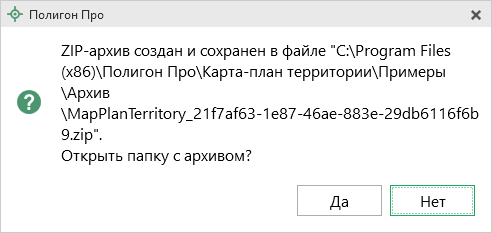 Полигон Про
ZIP-архив создан и сохранен в файле "C:\Program Files
(x86)\Полигон Про\Карта-план территории\Примеры
\Архив
\MapPlanTerritory_21f7af63-1e87-46ae-883e-29db6116f6b
9.zip".
Открыть папку с архивом?
Да
Нет